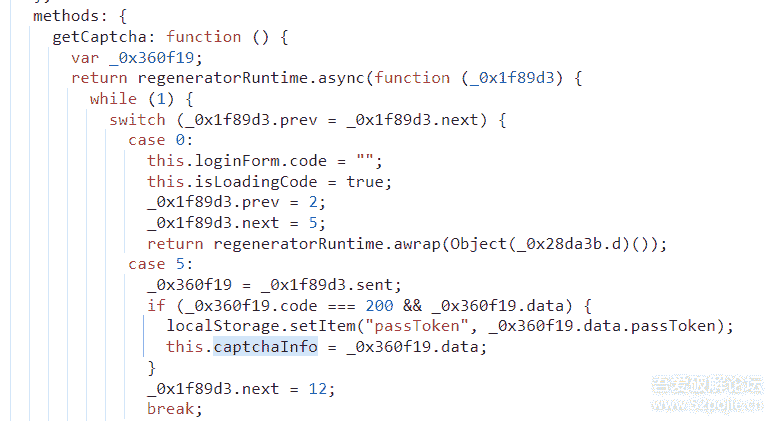 methods: {
getCaptcha: function () {
var _0x360f19;
return regeneratorRuntime.async(function (_0x1f89d3) {
while (1) {
switch (_0x1f89d3.prev = _0x1f89d3.next) {
case 0:
this.loginForm.code = "";
this.isLoadingCode = true;
_0x1f89d3.prev = 2;
_0x1f89d3.next = 5;
return regeneratorRuntime.awrap(Object(_0x28da3b.d)());
case 5:
_0x360f19 = _0x1f89d3.sent;
if (_0x360f19.code === 200 && _0x360f19.data) {
localStorage.setItem("passToken", _0x360f19.data.passToken);
this.captchaInfo = _0x360f19.data;
}
_0x1f89d3.next = 12;
break;
吾爱破解论坛
www.52pojie.cn